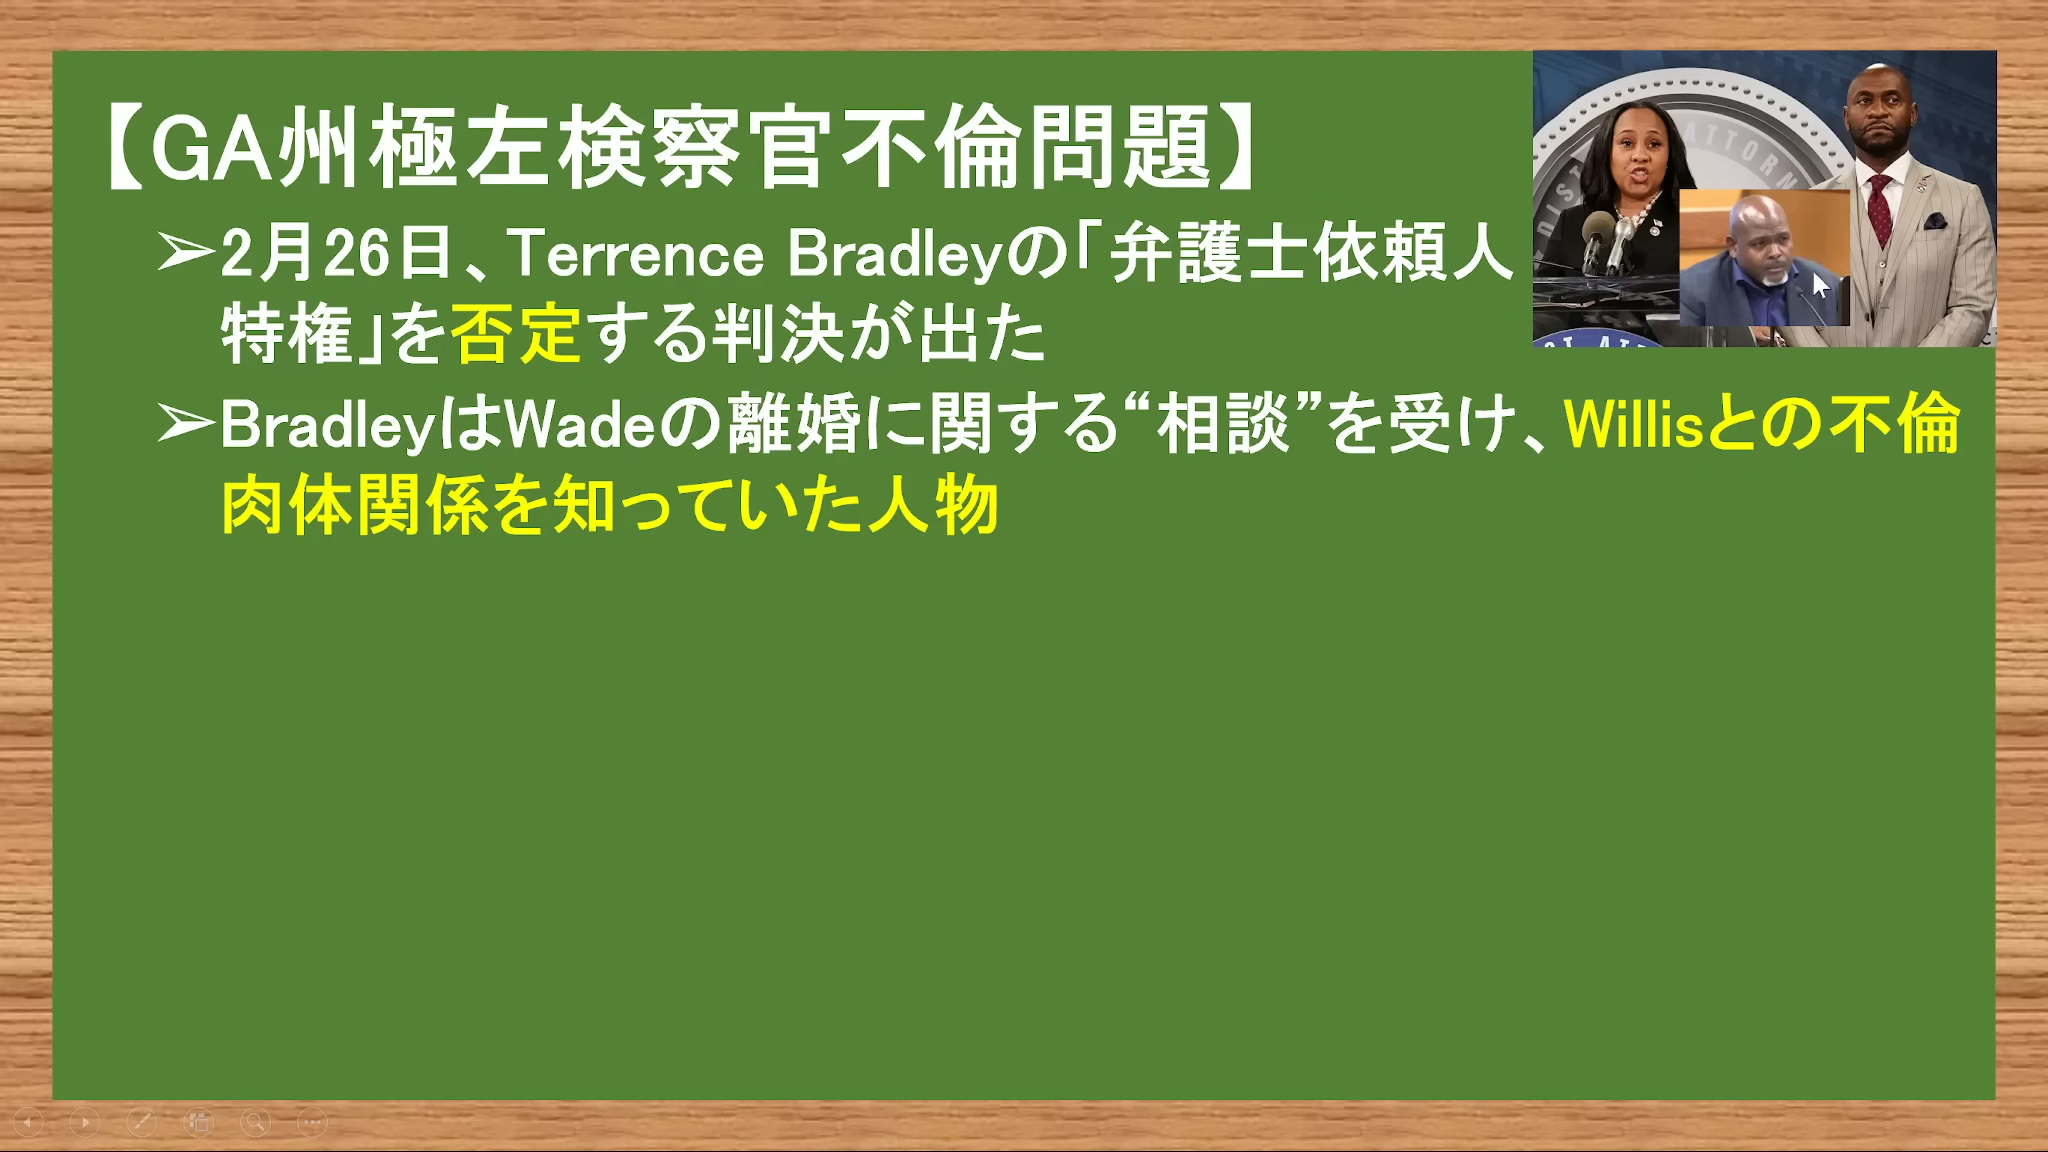 【GA州極左検察官不倫問題】
➢2月26日、Terrence Bradleyの「弁護士依頼人
特権」を否定する判決が出た
➢BradleyはWadeの離婚に関する“相談”を受け、Willisとの不倫
肉体関係を知っていた人物